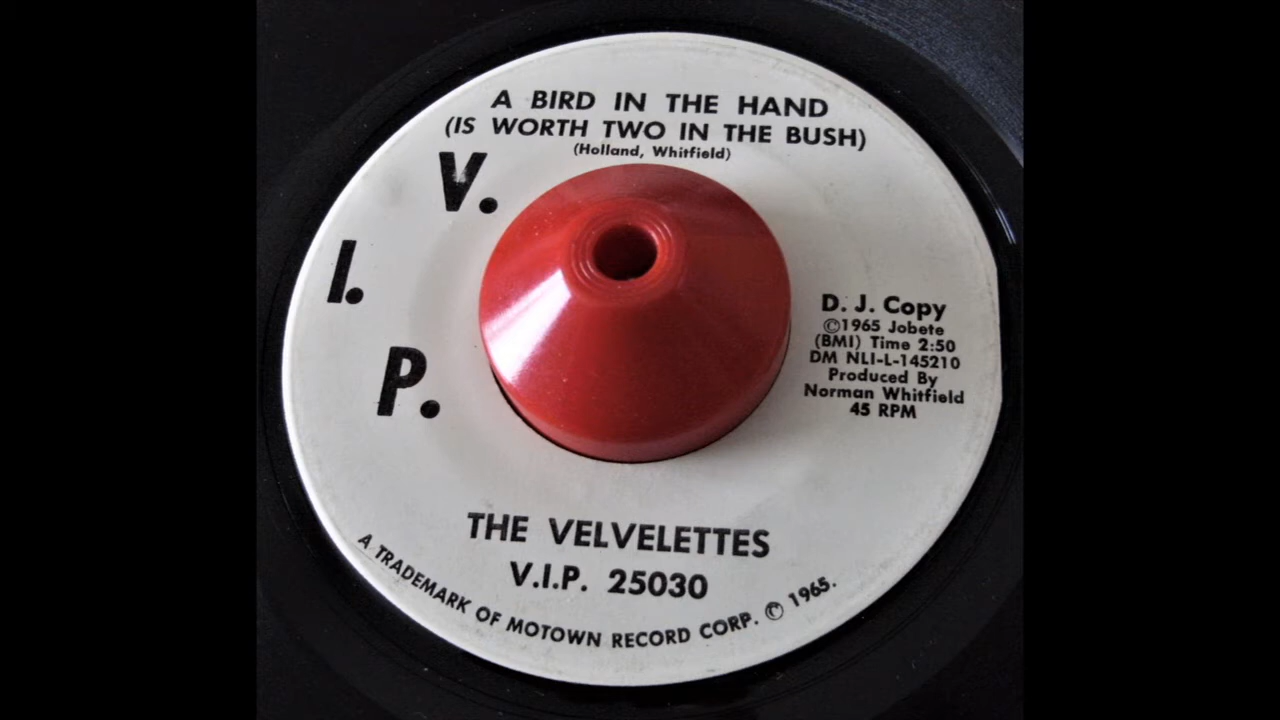 A BIRD IN THE HAND
(IS WORTH TWO IN THE BUSH)
(Holland, Whitfield)
V.
I.
P.
D. J. Copy
©1965 Jobete
(BMI) Time 2:50
DM NLI-L-145210
Produced By
Norman Whitfield
45 RPM
THE VELVELETTES
V.I.P. 25030
A TRADEMARK OF MOTOWN RECORD CORP. © 1965.